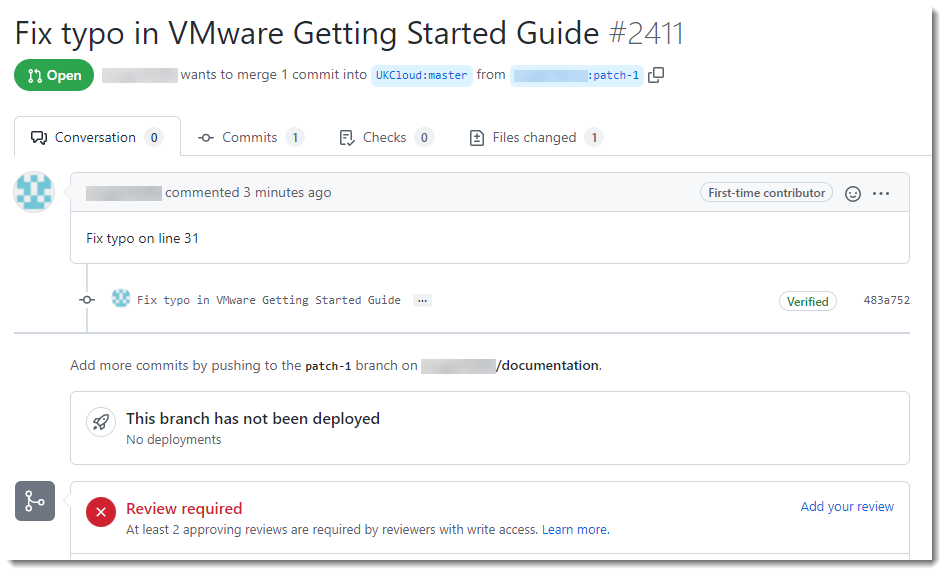 Fix typo in VMware Getting Started Guide #2411
Open wants to merge 1 commit into UKCloud:master from :patch-1
Conversation 0 Commits 1 Checks 0 Files changed 1
commented 3 minutes ago First-time contributor ...
Fix typo on line 31
Fix typo in VMware Getting Started Guide ... Verified 483a752
Add more commits by pushing to the patch-1 branch on /documentation.
This branch has not been deployed
No deployments
Review required Add your review
At least 2 approving reviews are required by reviewers with write access. Learn more.